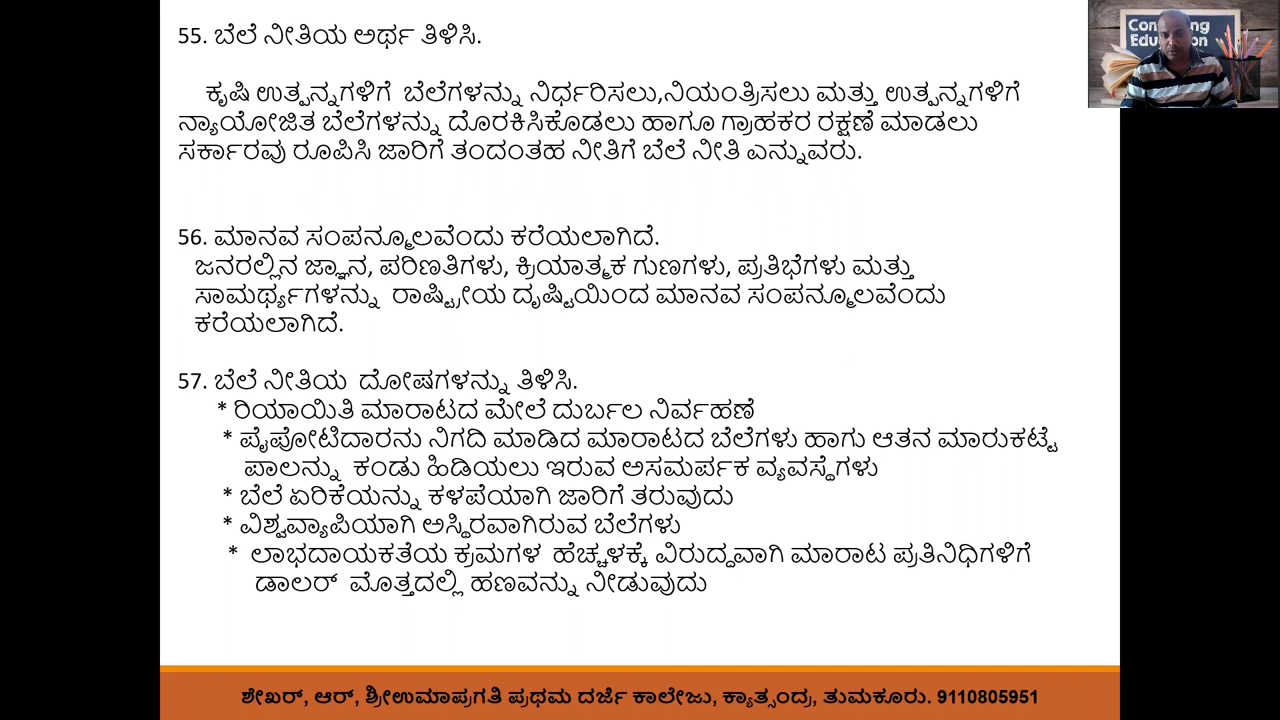 55. ಬೆಲೆ ನೀತಿಯ ಅರ್ಥ ತಿಳಿಸಿ.
ಕೃಷಿ ಉತ್ಪನ್ನಗಳಿಗೆ ಬೆಲೆಗಳನ್ನು ನಿರ್ಧರಿಸಲು,ನಿಯಂತ್ರಿಸಲು ಮತ್ತು ಉತ್ಪನ್ನಗಳಿಗೆ
ನ್ಯಾಯೋಜಿತ ಬೆಲೆಗಳನ್ನು ದೊರಕಿಸಿಕೊಡಲು ಹಾಗೂ ಗ್ರಾಹಕರ ರಕ್ಷಣೆ ಮಾಡಲು
ಸರ್ಕಾರವು ರೂಪಿಸಿ ಜಾರಿಗೆ ತಂದಂತಹ ನೀತಿಗೆ ಬೆಲೆ ನೀತಿ ಎನ್ನುವರು.
56. ಮಾನವ ಸಂಪನ್ಮೂಲವೆಂದು ಕರೆಯಲಾಗಿದೆ.
ಜನರಲ್ಲಿನ ಜ್ಞಾನ, ಪರಿಣತಿಗಳು, ಕ್ರಿಯಾತ್ಮಕ ಗುಣಗಳು, ಪ್ರತಿಭೆಗಳು ಮತ್ತು
ಸಾಮರ್ಥ್ಯಗಳನ್ನು ರಾಷ್ಟ್ರೀಯ ದೃಷ್ಟಿಯಿಂದ ಮಾನವ ಸಂಪನ್ಮೂಲವೆಂದು
ಕರೆಯಲಾಗಿದೆ.
57. ಬೆಲೆ ನೀತಿಯ ದೋಷಗಳನ್ನು ತಿಳಿಸಿ.
* ರಿಯಾಯಿತಿ ಮಾರಾಟದ ಮೇಲೆ ದುರ್ಬಲ ನಿರ್ವಹಣೆ
* ಪೈಪೋಟಿದಾರನು ನಿಗದಿ ಮಾಡಿದ ಮಾರಾಟದ ಬೆಲೆಗಳು ಹಾಗು ಆತನ ಮಾರುಕಟ್ಟೆ
ಪಾಲನ್ನು ಕಂಡು ಹಿಡಿಯಲು ಇರುವ ಅಸಮರ್ಪಕ ವ್ಯವಸ್ಥೆಗಳು
* ಬೆಲೆ ಏರಿಕೆಯನ್ನು ಕಳಪೆಯಾಗಿ ಜಾರಿಗೆ ತರುವುದು
* ವಿಶ್ವವ್ಯಾಪಿಯಾಗಿ ಅಸ್ಥಿರವಾಗಿರುವ ಬೆಲೆಗಳು
* ಲಾಭದಾಯಕತೆಯ ಕ್ರಮಗಳ ಹೆಚ್ಚಳಕ್ಕೆ ವಿರುದ್ಧವಾಗಿ ಮಾರಾಟ ಪ್ರತಿನಿಧಿಗಳಿಗೆ
ಡಾಲರ್ ಮೊತ್ತದಲ್ಲಿ ಹಣವನ್ನು ನೀಡುವುದು
ಶೇಖರ್, ಆರ್, ಶ್ರೀಉಮಾಪ್ರಗತಿ ಪ್ರಥಮ ದರ್ಜೆ ಕಾಲೇಜು, ಕ್ಯಾತ್ಸಂದ್ರ, ತುಮಕೂರು. 9110805951